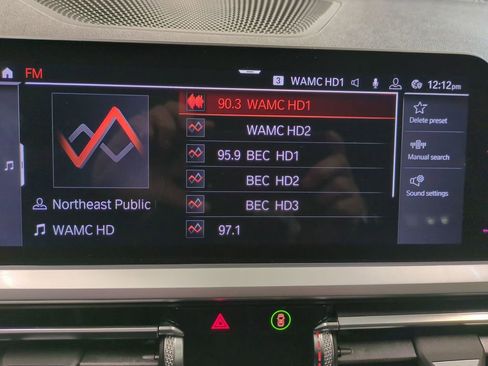 FM
3 WAMC HD1
12:12pm
90.3 WAMC HD1
WAMC HD2
95.9 BEC HD1
BEC HD2
BEC HD3
97.1
Northeast Public
WAMC HD
Delete preset
Manual search
Sound settings